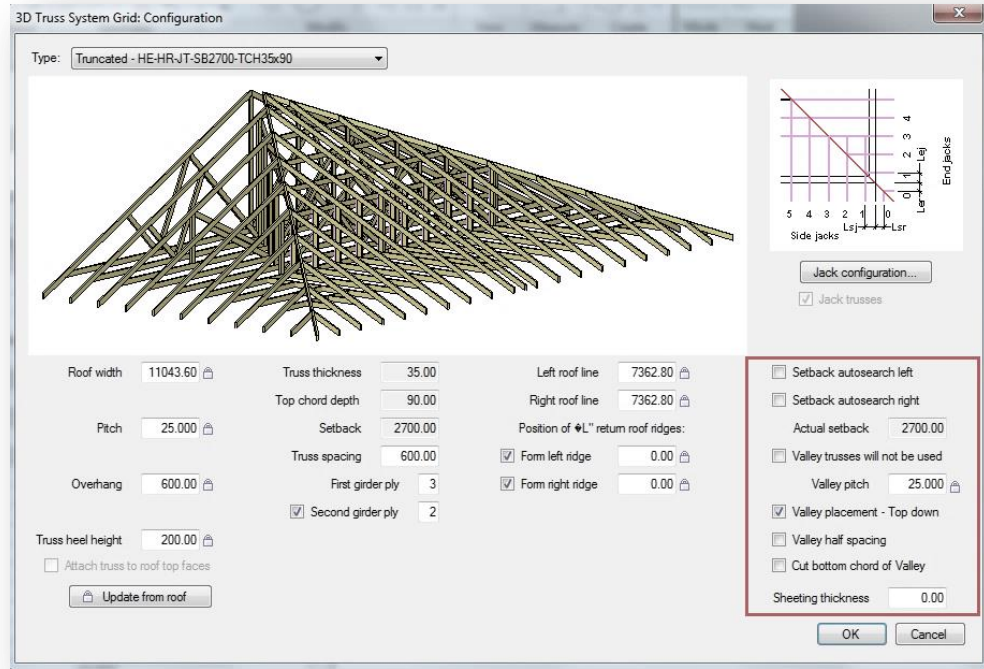 3D Truss System Grid: Configuration
Type: Truncated - HE-HR-JT-SB2700-TCH35x90
4
3
2
1
0
Lej
Ler
End jacks
5 4 3 2 1 0
Side jacks Lsj Lsr
Jack configuration...
Jack trusses
Roof width 11043.60 Truss thickness 35.00 Left roof line 7362.80 Setback autosearch left
Top chord depth 90.00 Right roof line 7362.80 Setback autosearch right
Pitch 25.000 Setback 2700.00 Position of �L" return roof ridges: Actual setback 2700.00
Truss spacing 600.00 Form left ridge 0.00 Valley trusses will not be used
Overhang 600.00 First girder ply 3 Form right ridge 0.00 Valley pitch 25.000
Second girder ply 2 Valley placement - Top down
Truss heel height 200.00 Valley half spacing
Attach truss to roof top faces Cut bottom chord of Valley
Update from roof Sheeting thickness 0.00
OK Cancel